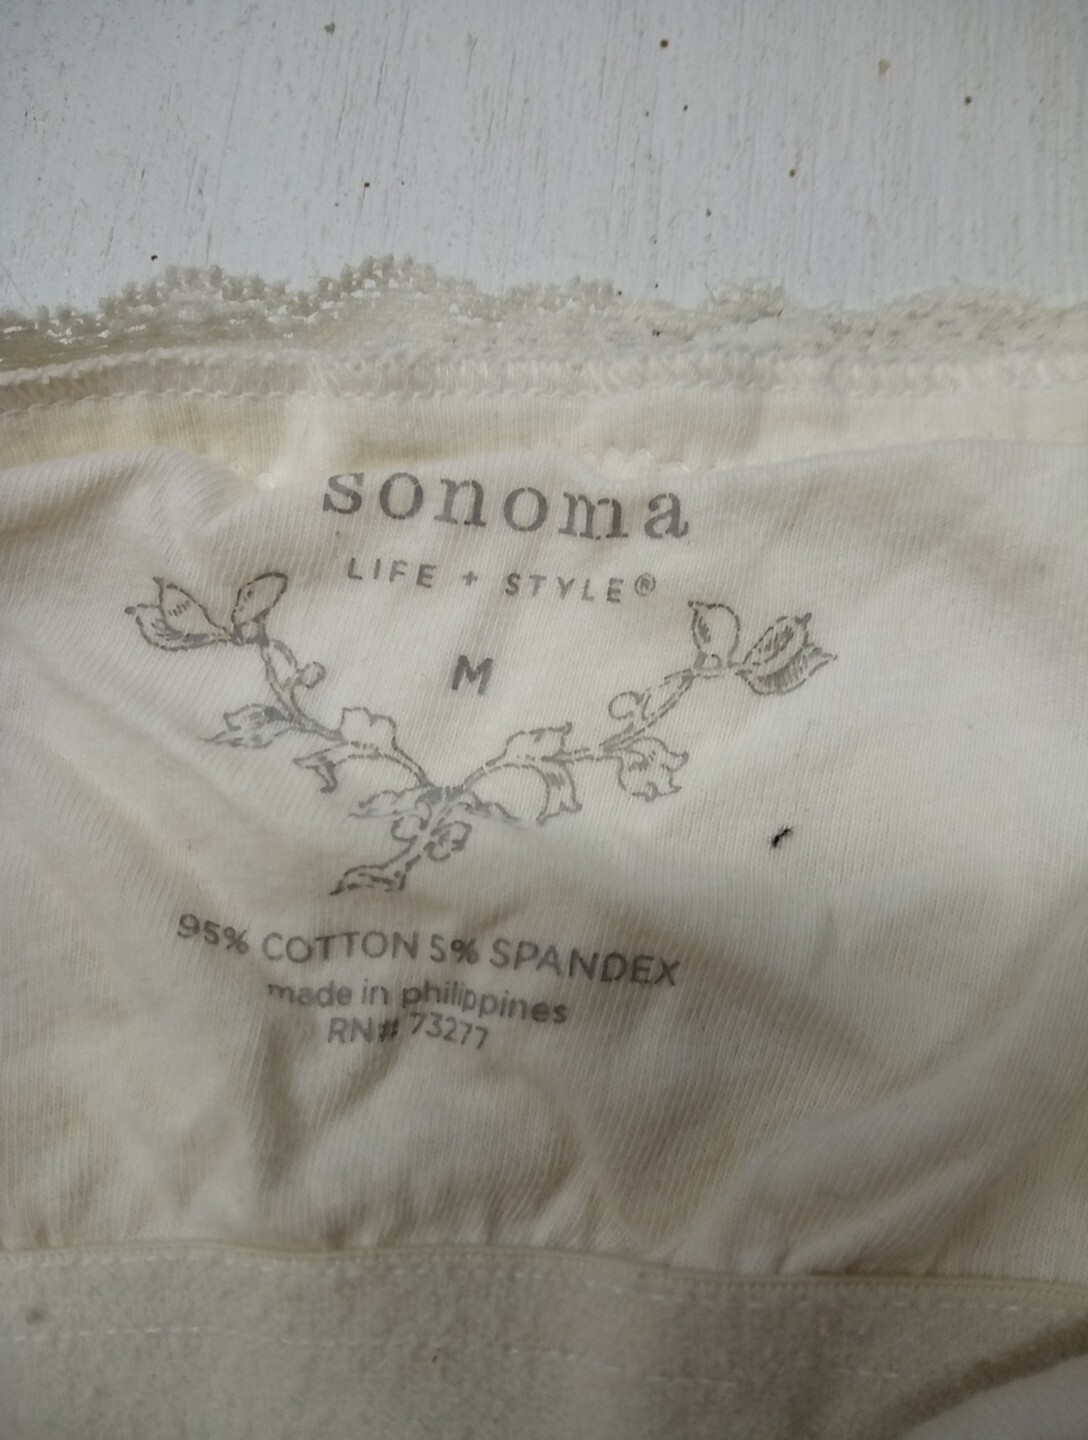 sonoma
LIFE + STYLE®
M
95% COTTON 5% SPANDEX
made in philippines
RN# 73277